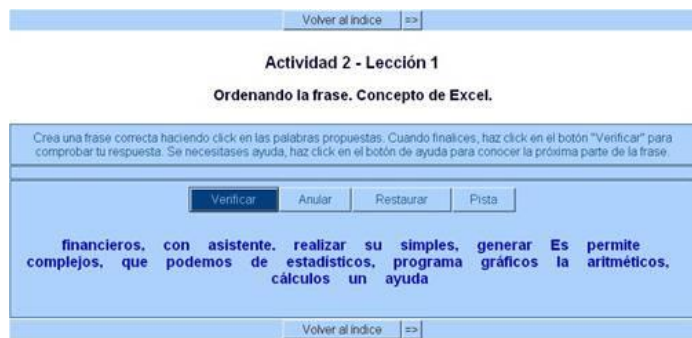 Volver al índice =>
Actividad 2 - Lección 1
Ordenando la frase. Concepto de Excel.
Crea una frase correcta haciendo click en las palabras propuestas. Cuando finalices, haz click en el botón "Verificar" para
comprobar tu respuesta. Se necesitases ayuda, haz click en el botón de ayuda para conocer la próxima parte de la frase.
Verificar Anular Restaurar Pista
financieros, con asistente. realizar su simples, generar Es permite
complejos, que podemos de estadísticos, programa gráficos la aritméticos,
cálculos un ayuda
Volver al índice =>